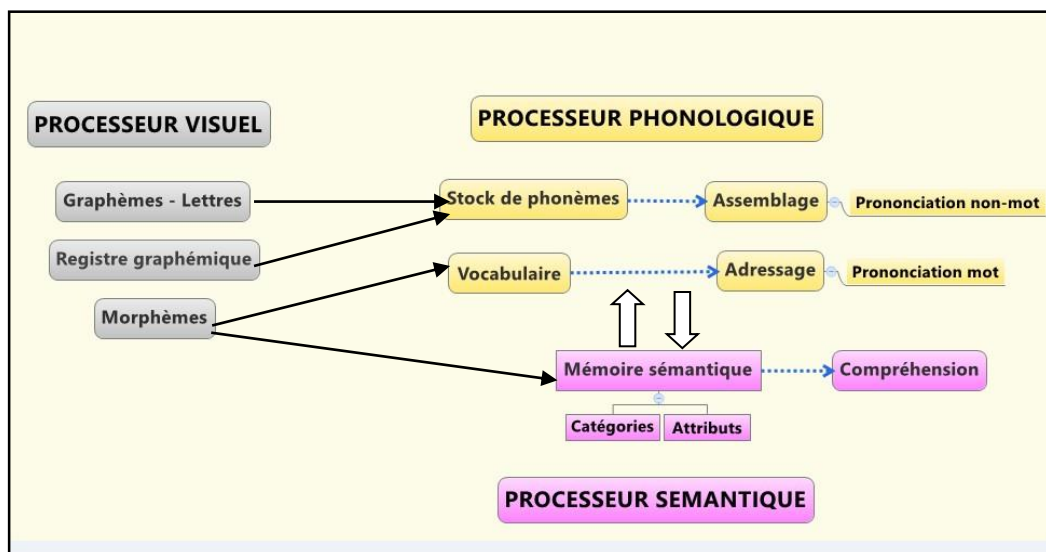 PROCESSEUR VISUEL
PROCESSEUR PHONOLOGIQUE
Graphèmes - Lettres
Stock de phonèmes
Assemblage
Prononciation non-mot
Registre graphémique
Vocabulaire
Adressage
Prononciation mot
Morphèmes
Mémoire sémantique
Compréhension
Catégories
Attributs
PROCESSEUR SEMANTIQUE